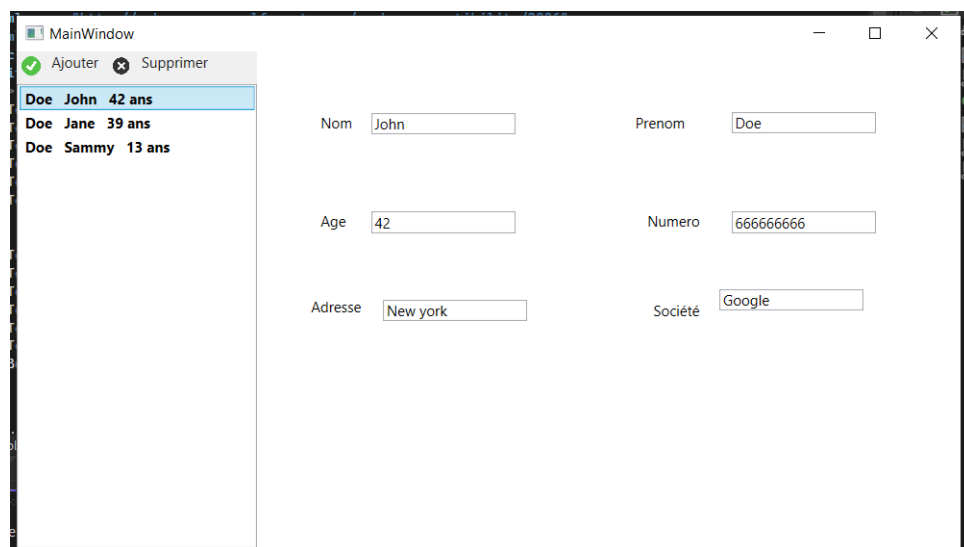 MainWindow
Ajouter Supprimer
Doe John 42 ans
Doe Jane 39 ans
Doe Sammy 13 ans
Nom John Prenom Doe
Age 42 Numero 666666666
Adresse New york Société Google